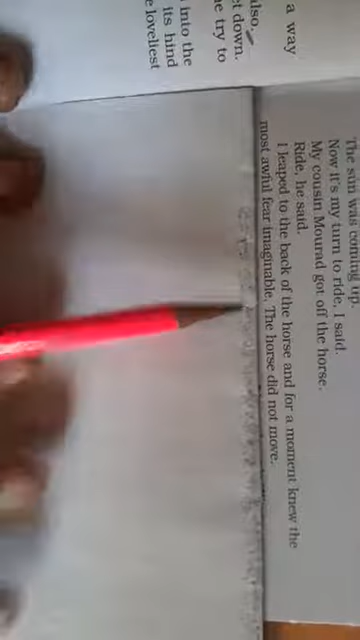 a way
also,
et down.
e try to
into the
its hind
e loveliest
The sun was coming up.
Now it's my turn to ride, I said.
My cousin Mourad got off the horse.
Ride, he said.
I leaped to the back of the horse and for a moment knew the
most awful fear imaginable. The horse did not move.